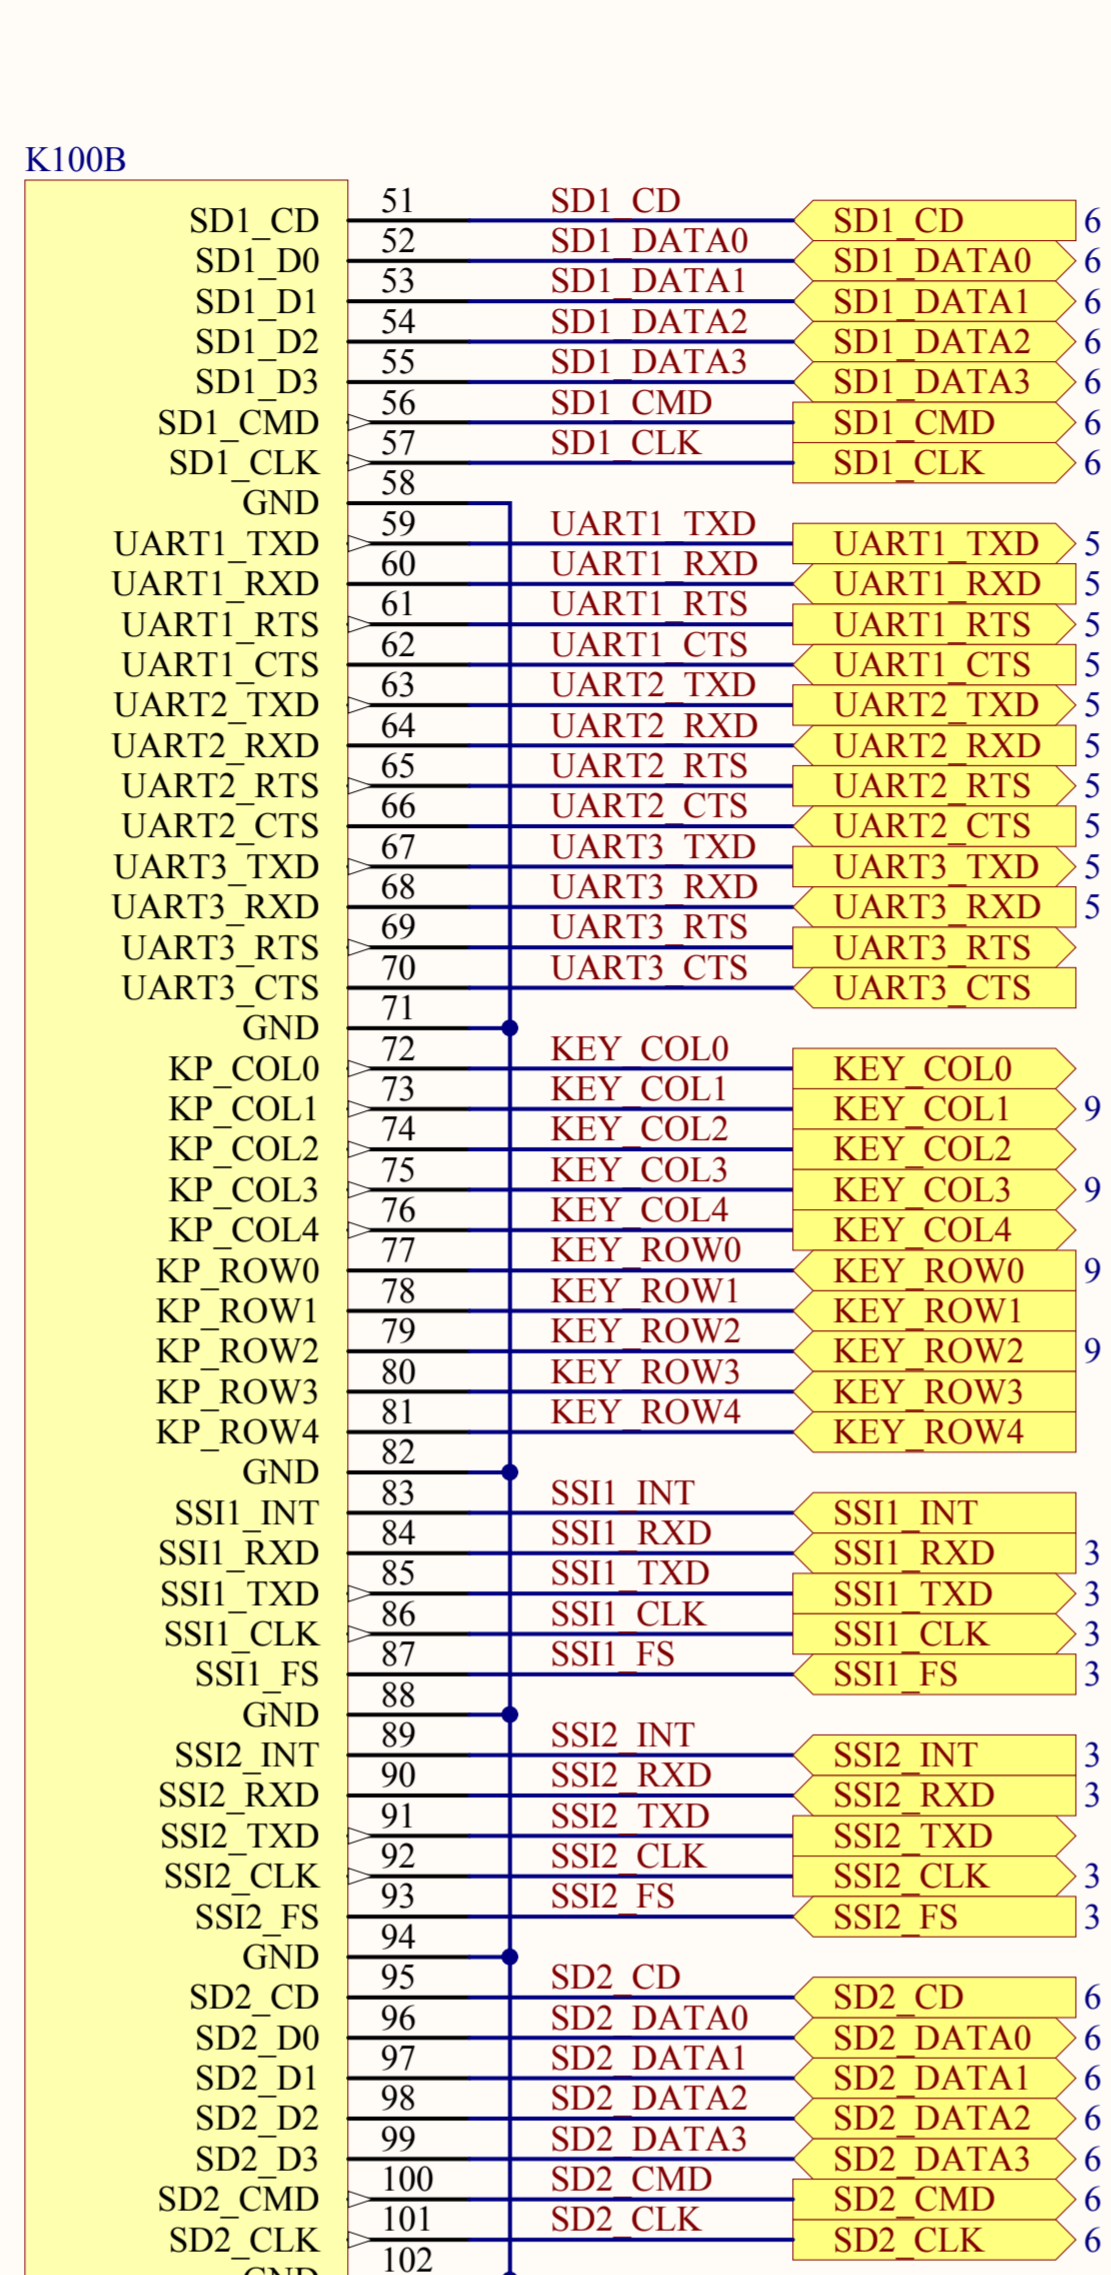 K100B
SD1_CD 51 SD1_CD SD1_CD 6
SD1_D0 52 SD1_DATA0 SD1_DATA0 6
SD1_D1 53 SD1_DATA1 SD1_DATA1 6
SD1_D2 54 SD1_DATA2 SD1_DATA2 6
SD1_D3 55 SD1_DATA3 SD1_DATA3 6
SD1_CMD 56 SD1_CMD SD1_CMD 6
SD1_CLK 57 SD1_CLK SD1_CLK 6
GND 58
UART1_TXD 59 UART1_TXD UART1_TXD 5
UART1_RXD 60 UART1_RXD UART1_RXD 5
UART1_RTS 61 UART1_RTS UART1_RTS 5
UART1_CTS 62 UART1_CTS UART1_CTS 5
UART2_TXD 63 UART2_TXD UART2_TXD 5
UART2_RXD 64 UART2_RXD UART2_RXD 5
UART2_RTS 65 UART2_RTS UART2_RTS 5
UART2_CTS 66 UART2_CTS UART2_CTS 5
UART3_TXD 67 UART3_TXD UART3_TXD 5
UART3_RXD 68 UART3_RXD UART3_RXD 5
UART3_RTS 69 UART3_RTS UART3_RTS
UART3_CTS 70 UART3_CTS UART3_CTS
GND 71
KP_COL0 72 KEY_COL0 KEY_COL0
KP_COL1 73 KEY_COL1 KEY_COL1 9
KP_COL2 74 KEY_COL2 KEY_COL2
KP_COL3 75 KEY_COL3 KEY_COL3 9
KP_COL4 76 KEY_COL4 KEY_COL4
KP_ROW0 77 KEY_ROW0 KEY_ROW0 9
KP_ROW1 78 KEY_ROW1 KEY_ROW1
KP_ROW2 79 KEY_ROW2 KEY_ROW2 9
KP_ROW3 80 KEY_ROW3 KEY_ROW3
KP_ROW4 81 KEY_ROW4 KEY_ROW4
GND 82
SSI1_INT 83 SSI1_INT SSI1_INT
SSI1_RXD 84 SSI1_RXD SSI1_RXD 3
SSI1_TXD 85 SSI1_TXD SSI1_TXD 3
SSI1_CLK 86 SSI1_CLK SSI1_CLK 3
SSI1_FS 87 SSI1_FS SSI1_FS 3
GND 88
SSI2_INT 89 SSI2_INT SSI2_INT 3
SSI2_RXD 90 SSI2_RXD SSI2_RXD 3
SSI2_TXD 91 SSI2_TXD SSI2_TXD
SSI2_CLK 92 SSI2_CLK SSI2_CLK 3
SSI2_FS 93 SSI2_FS SSI2_FS 3
GND 94
SD2_CD 95 SD2_CD SD2_CD 6
SD2_D0 96 SD2_DATA0 SD2_DATA0 6
SD2_D1 97 SD2_DATA1 SD2_DATA1 6
SD2_D2 98 SD2_DATA2 SD2_DATA2 6
SD2_D3 99 SD2_DATA3 SD2_DATA3 6
SD2_CMD 100 SD2_CMD SD2_CMD 6
SD2_CLK 101 SD2_CLK SD2_CLK 6
102